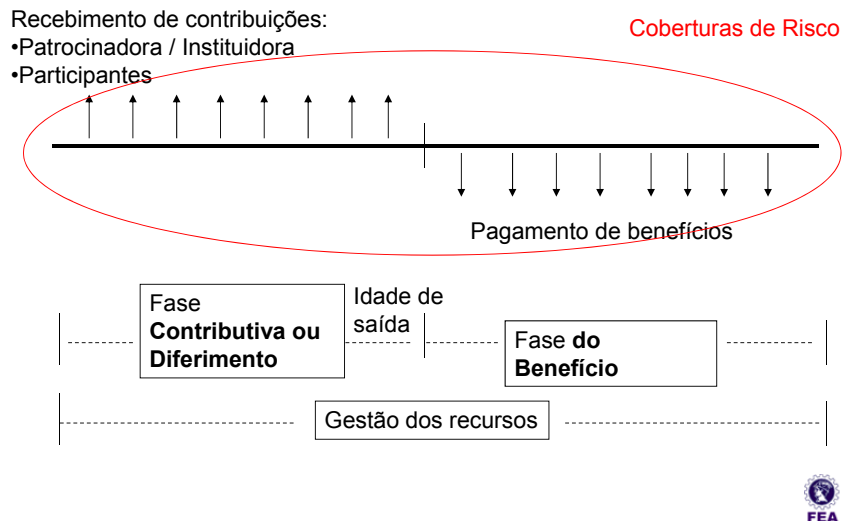 Recebimento de contribuições:
•Patrocinadora / Instituidora
•Participantes
Coberturas de Risco
Pagamento de benefícios
Fase
Contributiva ou
Diferimento
Idade de
saída
Fase do
Benefício
Gestão dos recursos
FEA